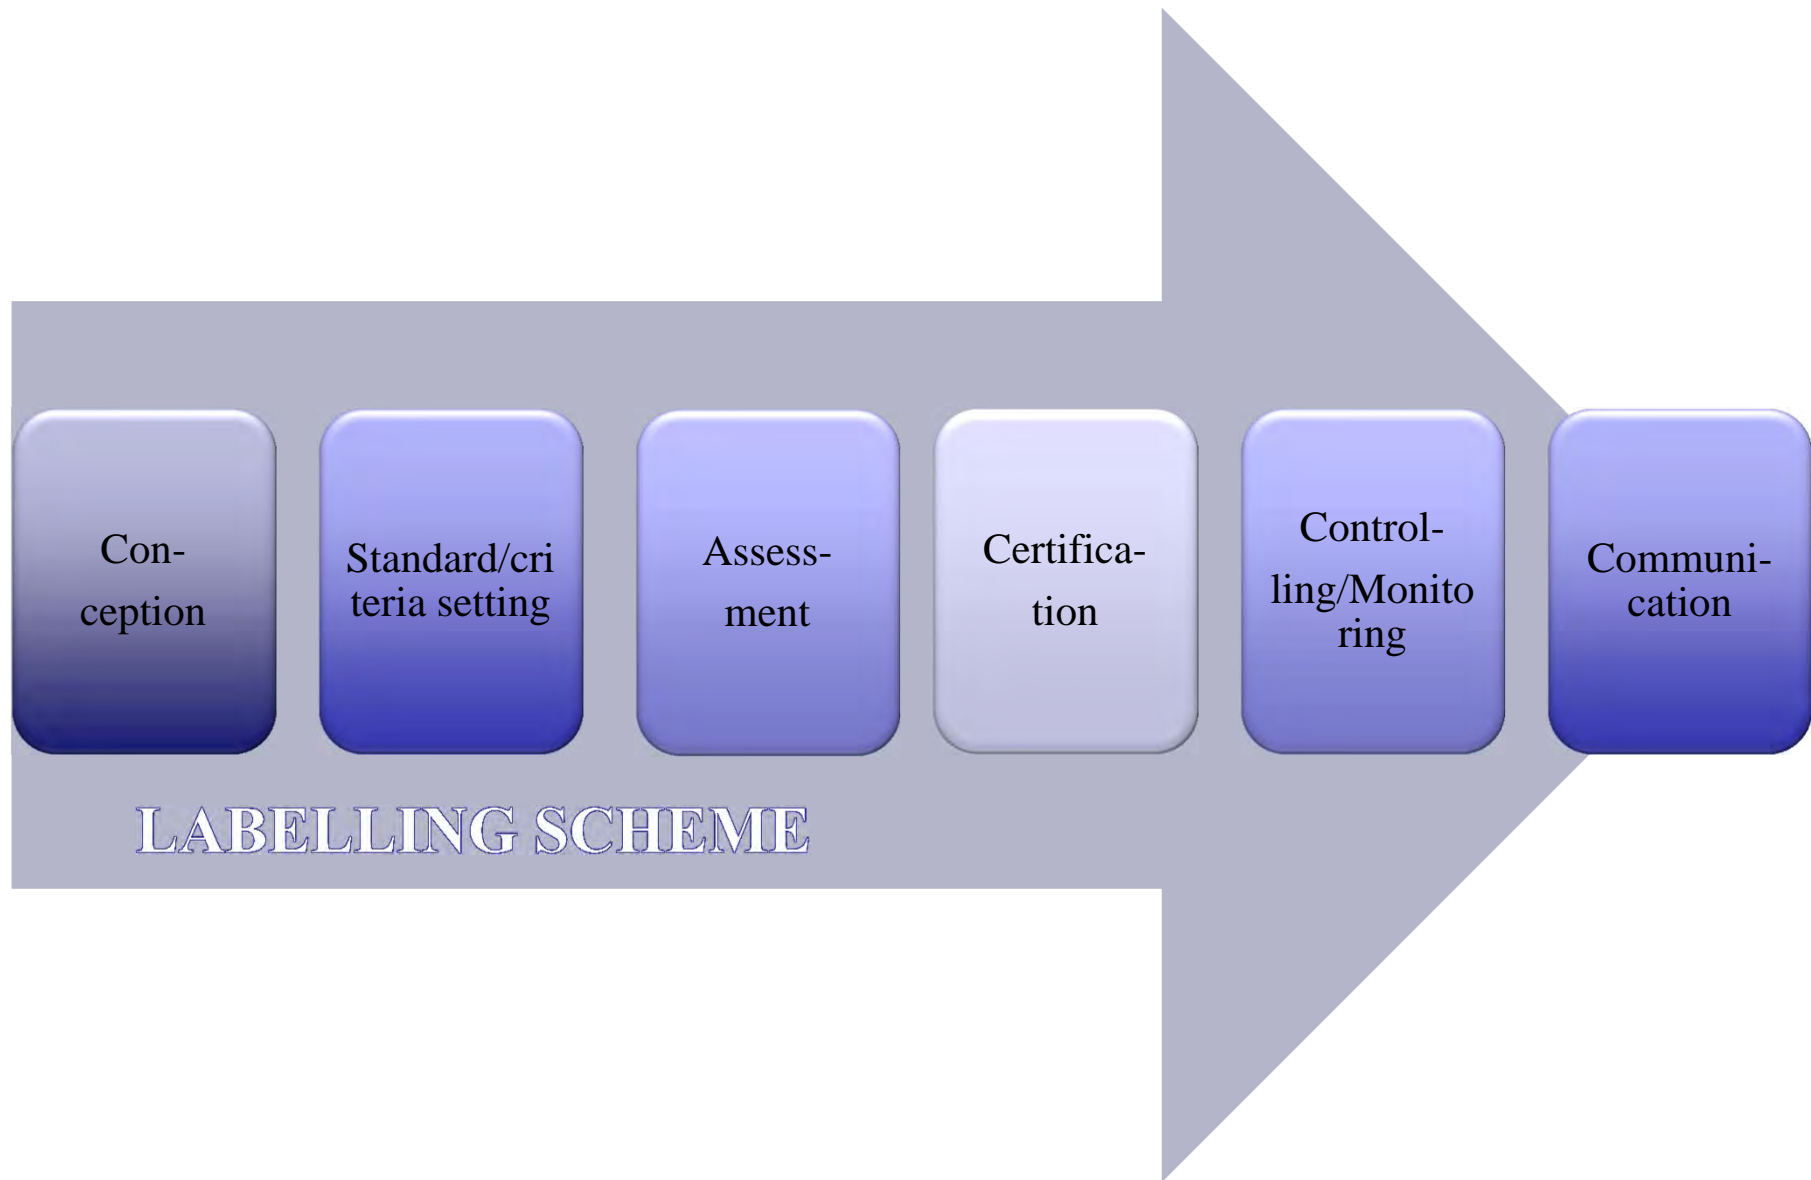 Con-
ception
Standard/cri
teria setting
Assess-
ment
Certifica-
tion
Control-
ling/Monito
ring
Communi-
cation
LABELLING SCHEME